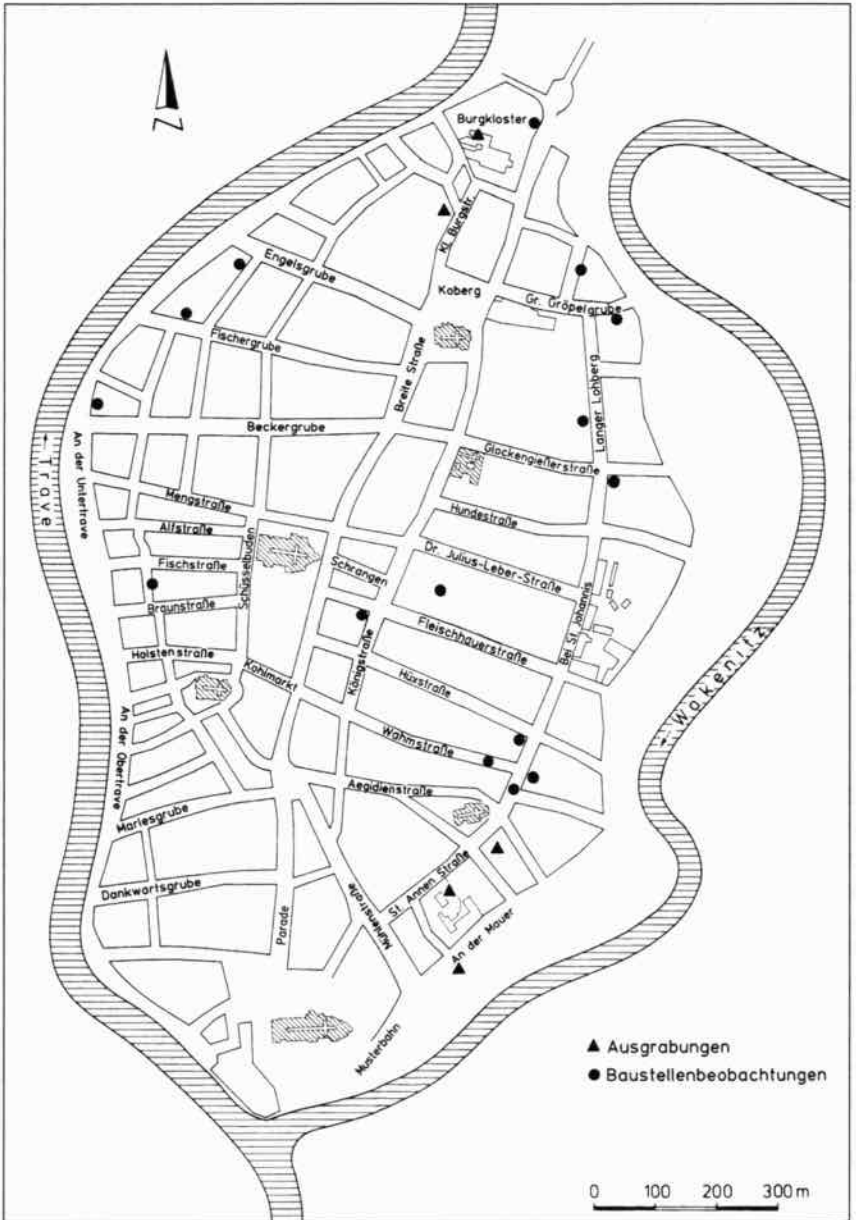 N
Burgkloster
Kl. Burgstr.
Engelsgrube
Koberg
Gr. Gröpelgrube
Fischergrube
Breite Straße
Langer Lohberg
Beckergrube
Glockengießerstraße
An der Untertrave
Trave
Mengstraße
Hundestraße
Alfstraße
Schüsselbuden
Schrangen
Dr. Julius-Leber-Straße
Fischstraße
Braunstraße
Fleischhauerstraße
Bei St. Johannis
Holstenstraße
Königstraße
Kohlmarkt
Hüxstraße
Wakenitz
An der Obertrave
Wahmstraße
Aegidienstraße
Marlesgrube
St. Annen Straße
Dankwartsgrube
Parade
Mühlenstraße
An der Mauer
Musterbahn
Ausgrabungen
Baustellenbeobachtungen
0 100 200 300 m